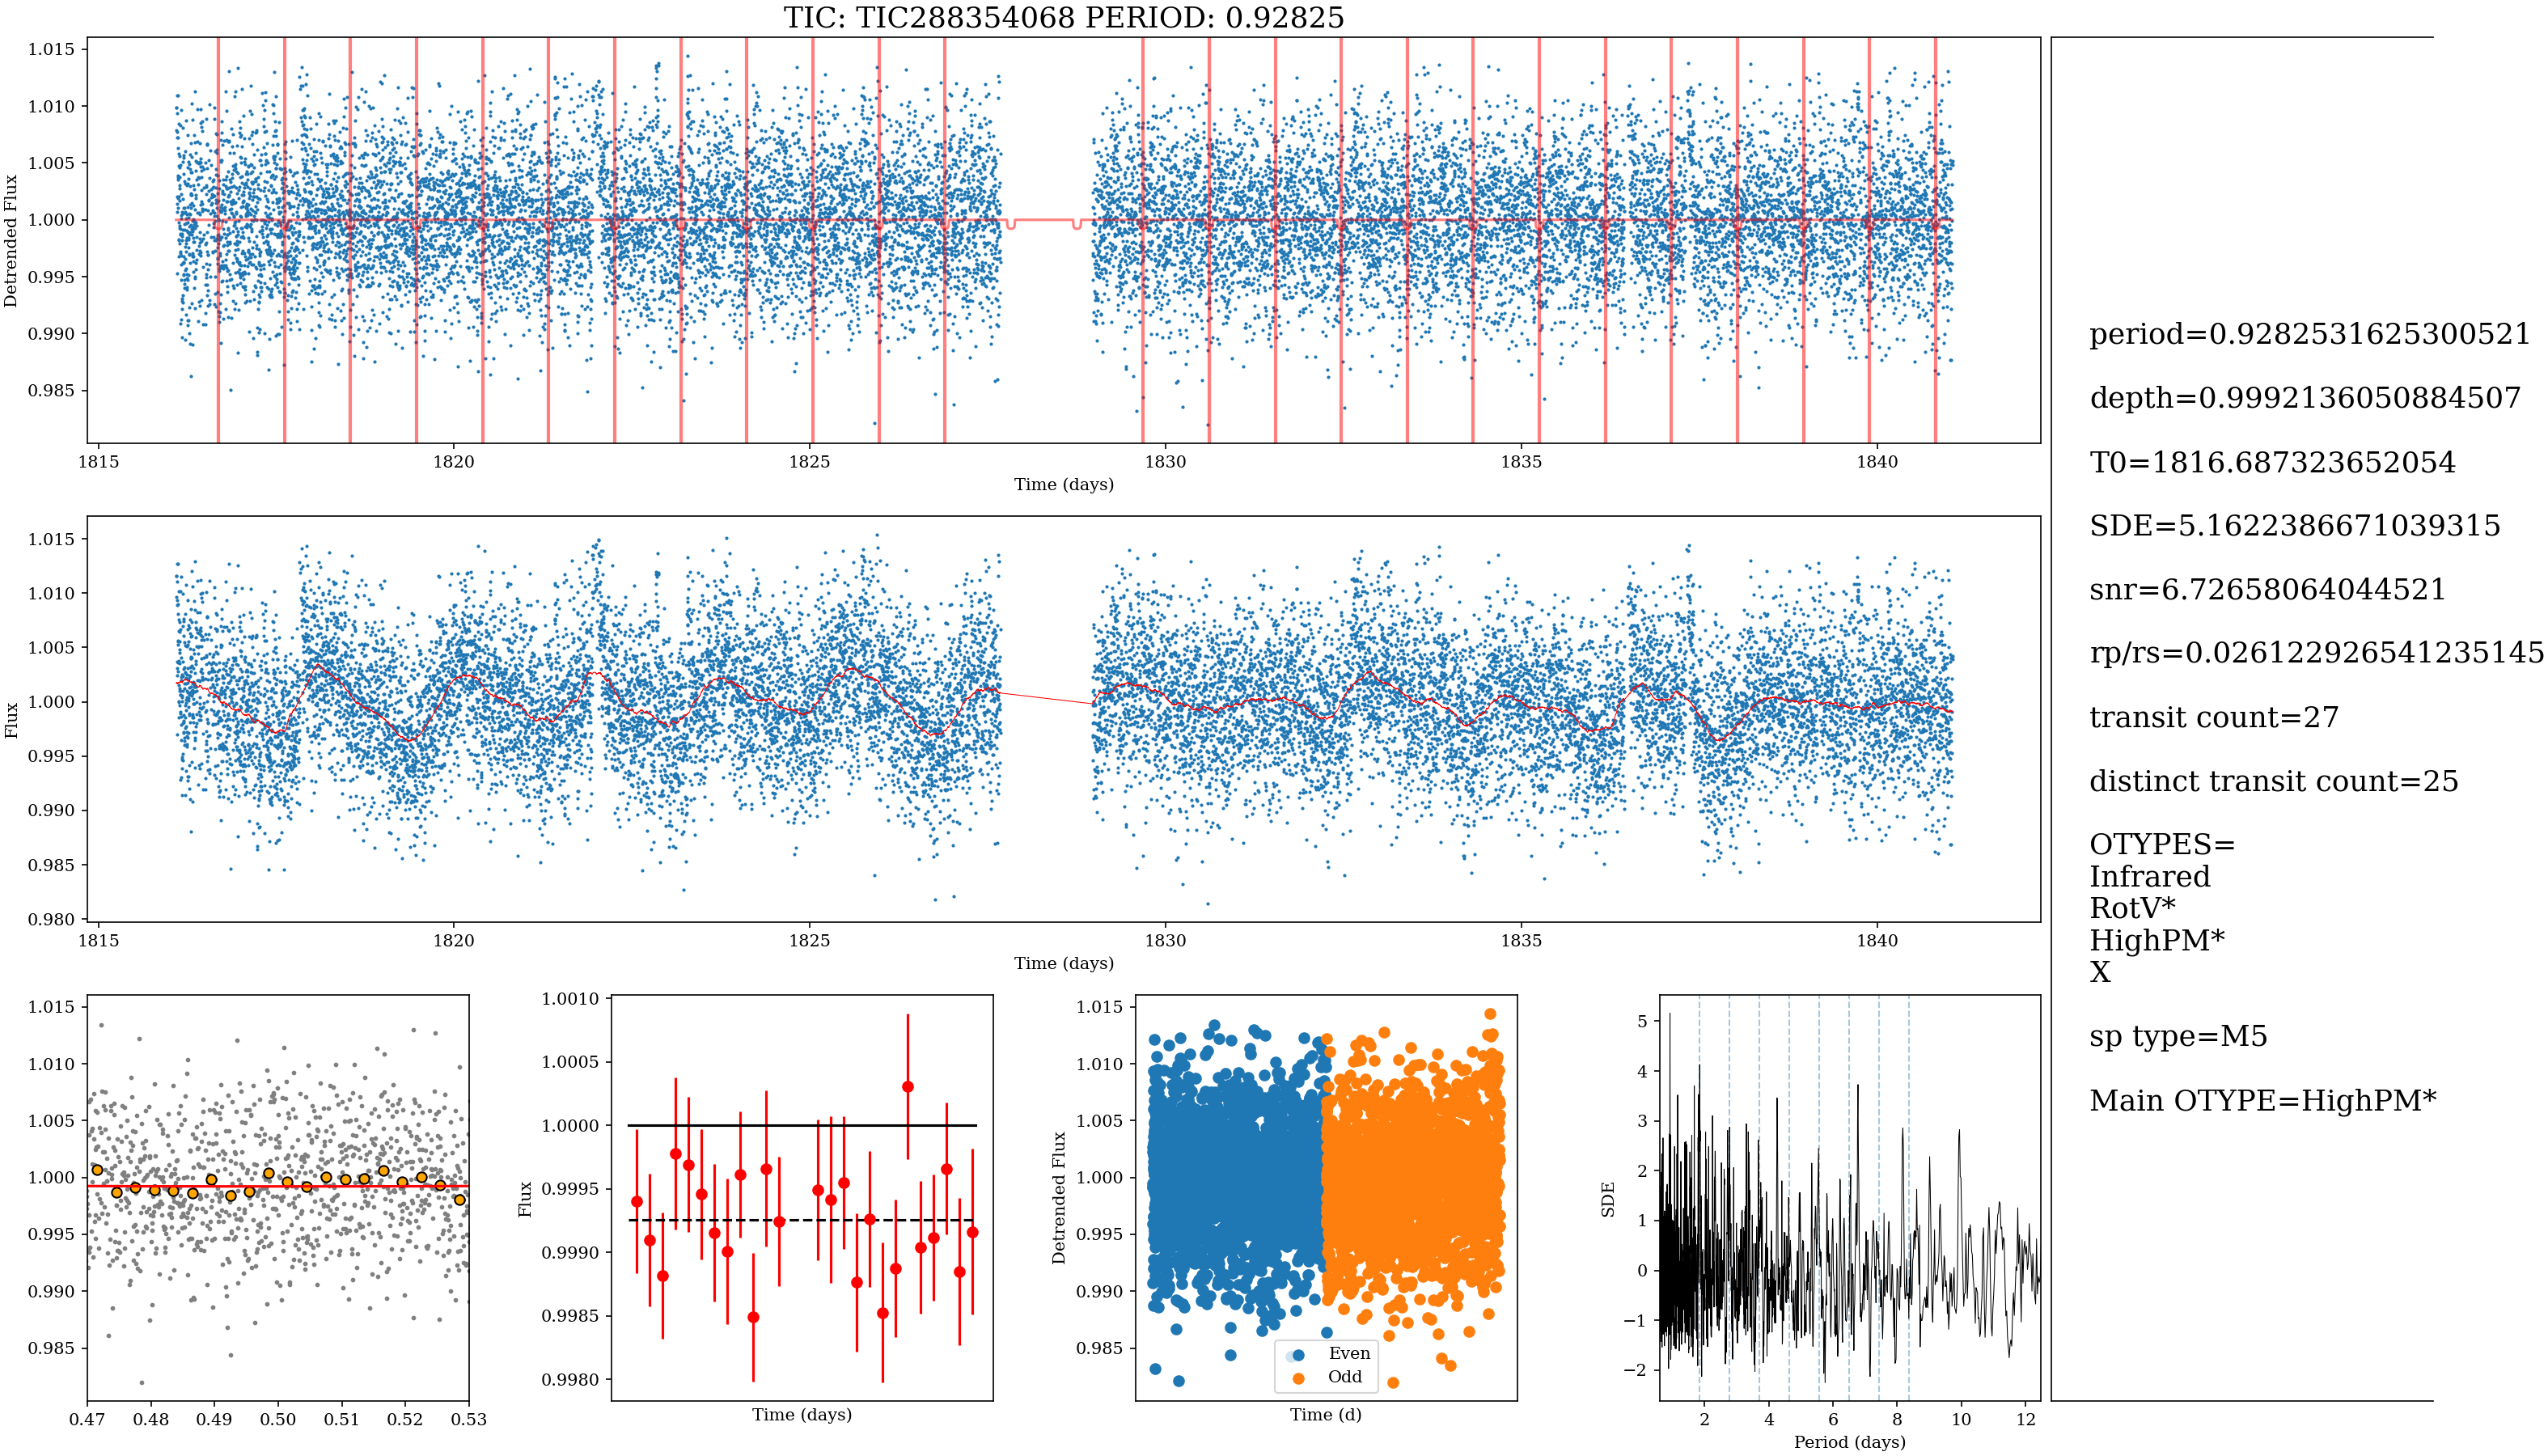 TIC: TIC288354068 PERIOD: 0.92825
1.015
1.010
1.005
1.000
0.995
0.990
0.985
Detrended Flux
1815
1820
1825
1830
1835
1840
Time (days)
1.015
1.010
1.005
1.000
0.995
0.990
0.985
0.980
Flux
1815
1820
1825
1830
1835
1840
Time (days)
1.015
1.010
1.005
1.000
0.995
0.990
0.985
0.47
0.48
0.49
0.50
0.51
0.52
0.53
1.0010
1.0005
1.0000
0.9995
0.9990
0.9985
0.9980
Flux
Time (days)
1.015
1.010
1.005
1.000
0.995
0.990
0.985
Detrended Flux
Even
Odd
Time (d)
5
4
3
2
1
0
−1
−2
SDE
2
4
6
8
10
12
Period (days)
period=0.9282531625300521
depth=0.9992136050884507
T0=1816.687323652054
SDE=5.1622386671039315
snr=6.72658064044521
rp/rs=0.026122926541235145
transit count=27
distinct transit count=25
OTYPES=
Infrared
RotV*
HighPM*
X
sp type=M5
Main OTYPE=HighPM*